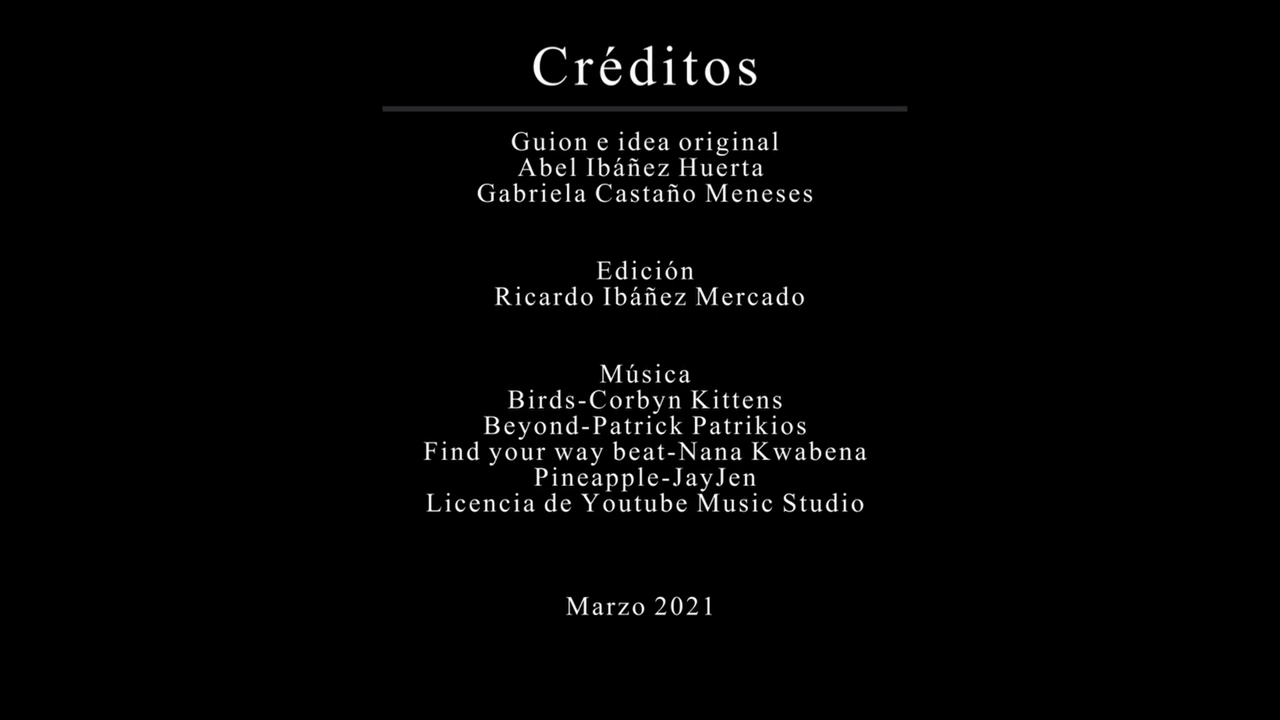 Créditos
Guion e idea original
Abel Ibáñez Huerta
Gabriela Castaño Meneses
Edición
Ricardo Ibáñez Mercado
Música
Birds-Corbyn Kittens
Beyond-Patrick Patrikios
Find your way beat-Nana Kwabena
Pineapple-JayJen
Licencia de Youtube Music Studio
Marzo 2021